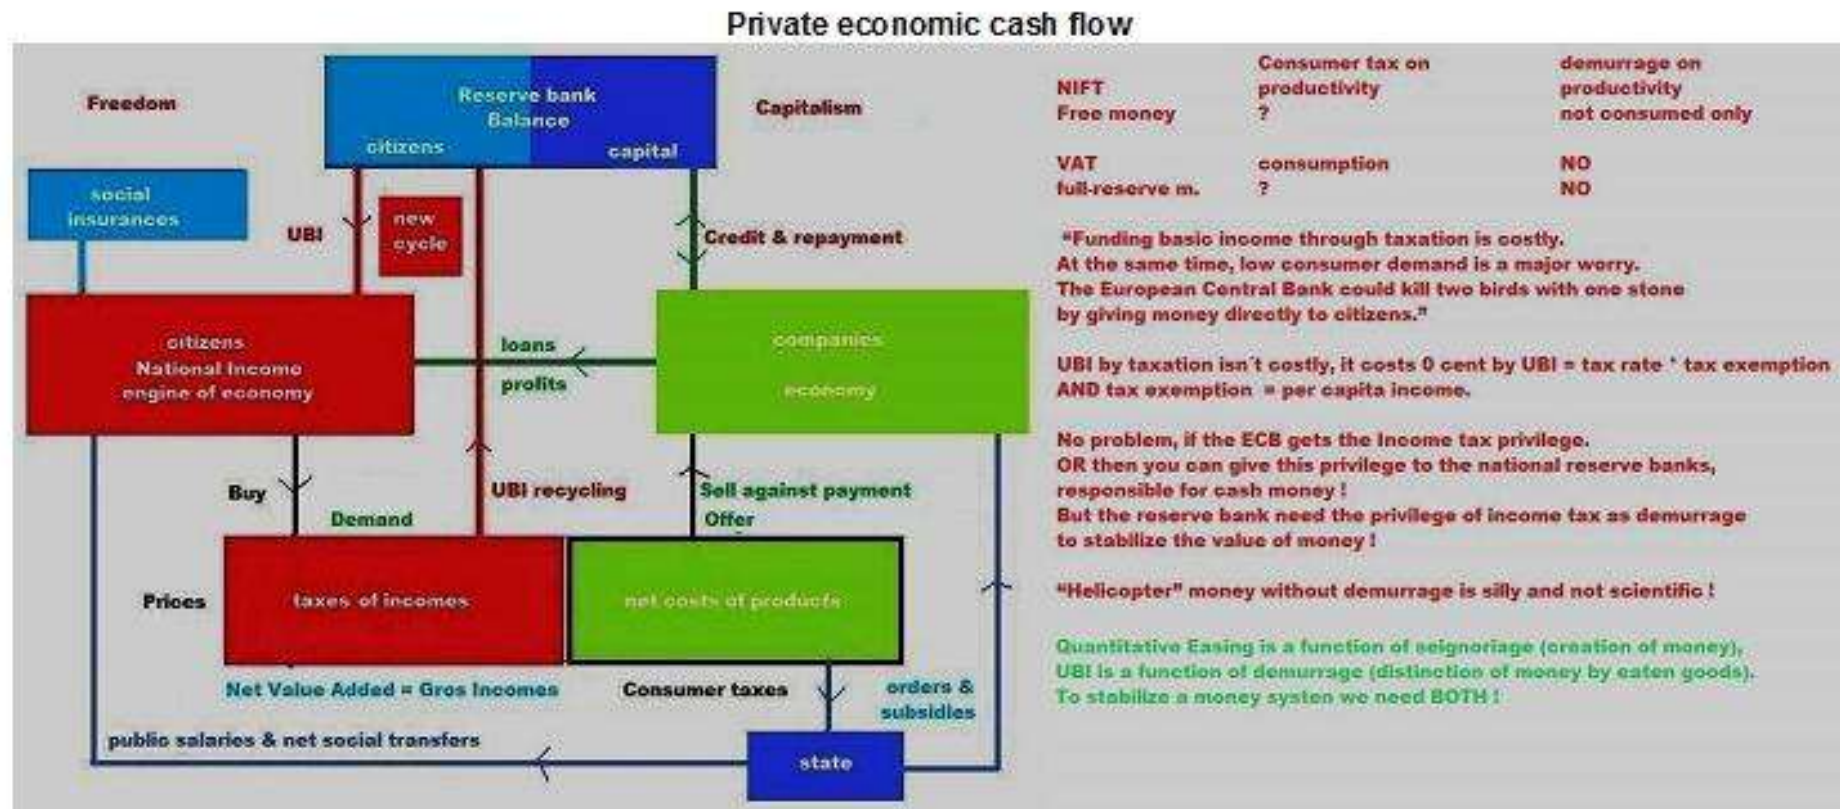 Private economic cash flow
Freedom
Reserve bank
Balance
citizens
capital
Capitalism
social
insurances
UBI
new
cycle
Credit & repayment
citizens
National Income
engine of economy
loans
profits
companies
economy
Buy
Demand
UBI recycling
Sell against payment
Offer
Prices
taxes of incomes
net costs of products
Net Value Added = Gros Incomes
Consumer taxes
orders &
subsidies
public salaries & net social transfers
state
Consumer tax on
demurrage on
NIFT
productivity
productivity
Free money
?
not consumed only
VAT
consumption
NO
full-reserve m.
?
NO
"Funding basic income through taxation is costly.
At the same time, low consumer demand is a major worry.
The European Central Bank could kill two birds with one stone
by giving money directly to citizens."
UBI by taxation isn´t costly, it costs 0 cent by UBI = tax rate * tax exemption
AND tax exemption = per capita income.
No problem, if the ECB gets the Income tax privilege.
OR then you can give this privilege to the national reserve banks,
responsible for cash money !
But the reserve bank need the privilege of income tax as demurrage
to stabilize the value of money !
"Helicopter" money without demurrage is silly and not scientific !
Quantitative Easing is a function of seignoriage (creation of money),
UBI is a function of demurrage (distinction of money by eaten goods).
To stabilize a money systen we need BOTH !